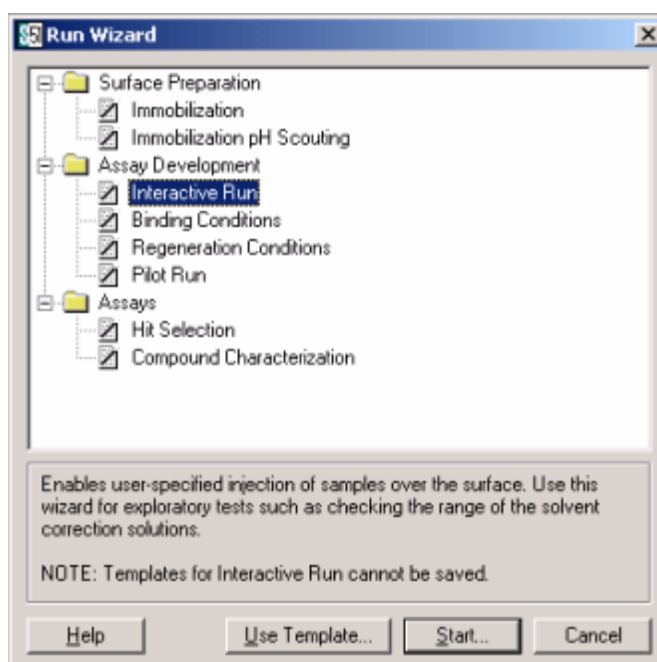 S5 Run Wizard
Surface Preparation
Immobilization
Immobilization pH Scouting
Assay Development
Interactive Run
Binding Conditions
Regeneration Conditions
Pilot Run
Assays
Hit Selection
Compound Characterization
Enables user-specified injection of samples over the surface. Use this
wizard for exploratory tests such as checking the range of the solvent
correction solutions.
NOTE: Templates for Interactive Run cannot be saved.
Help Use Template... Start... Cancel